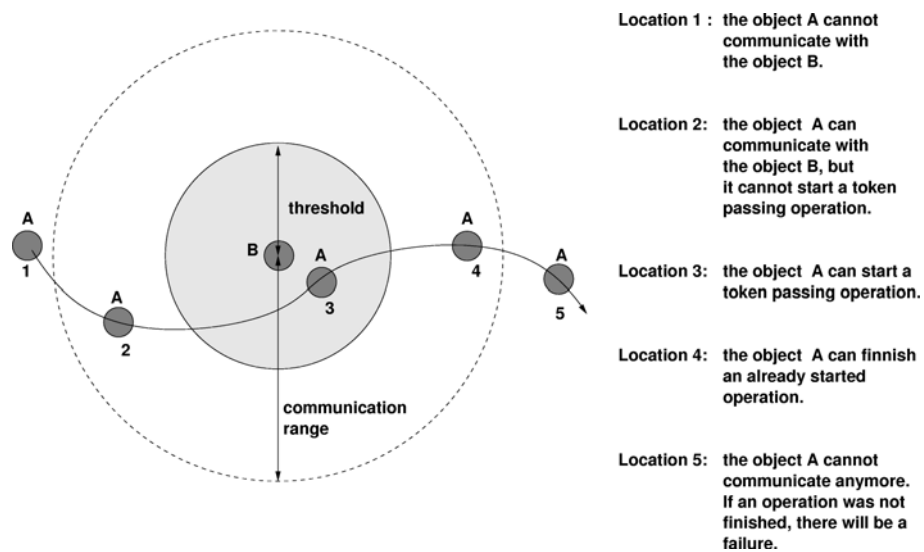 A
1
A
2
threshold
B
A
3
A
4
A
5
communication
range
Location 1 : the object A cannot
communicate with
the object B.
Location 2: the object A can
communicate with
the object B, but
it cannot start a token
passing operation.
Location 3: the object A can start a
token passing operation.
Location 4: the object A can finnish
an already started
operation.
Location 5: the object A cannot
communicate anymore.
If an operation was not
finished, there will be a
failure.